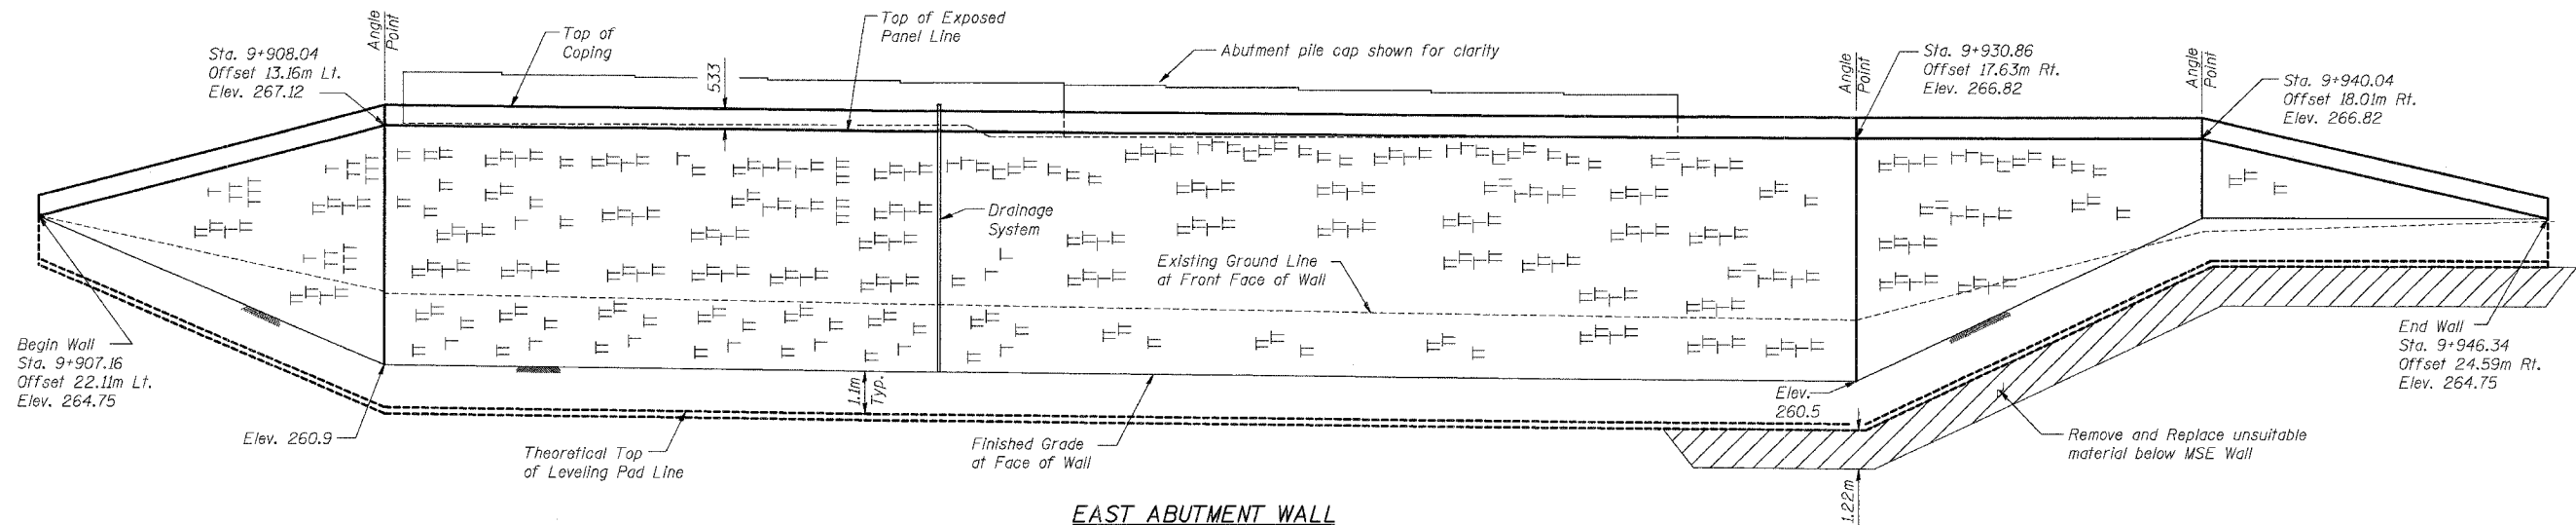 Angle
Point
Sta. 9+908.04
Offset 13.16m Lt.
Elev. 267.12
Top of
Coping
533
Top of Exposed
Panel Line
Abutment pile cap shown for clarity
Angle
Point
Sta. 9+930.86
Offset 17.63m Rt.
Elev. 266.82
Angle
Point
Sta. 9+940.04
Offset 18.01m Rt.
Elev. 266.82
Drainage
System
Existing Ground Line
at Front Face of Wall
Begin Wall
Sta. 9+907.16
Offset 22.11m Lt.
Elev. 264.75
End Wall
Sta. 9+946.34
Offset 24.59m Rt.
Elev. 264.75
1.1m
Typ.
Elev.
260.5
Elev. 260.9
Theoretical Top
of Leveling Pad Line
Finished Grade
at Face of Wall
Remove and Replace unsuitable
material below MSE Wall
1.22m
EAST ABUTMENT WALL